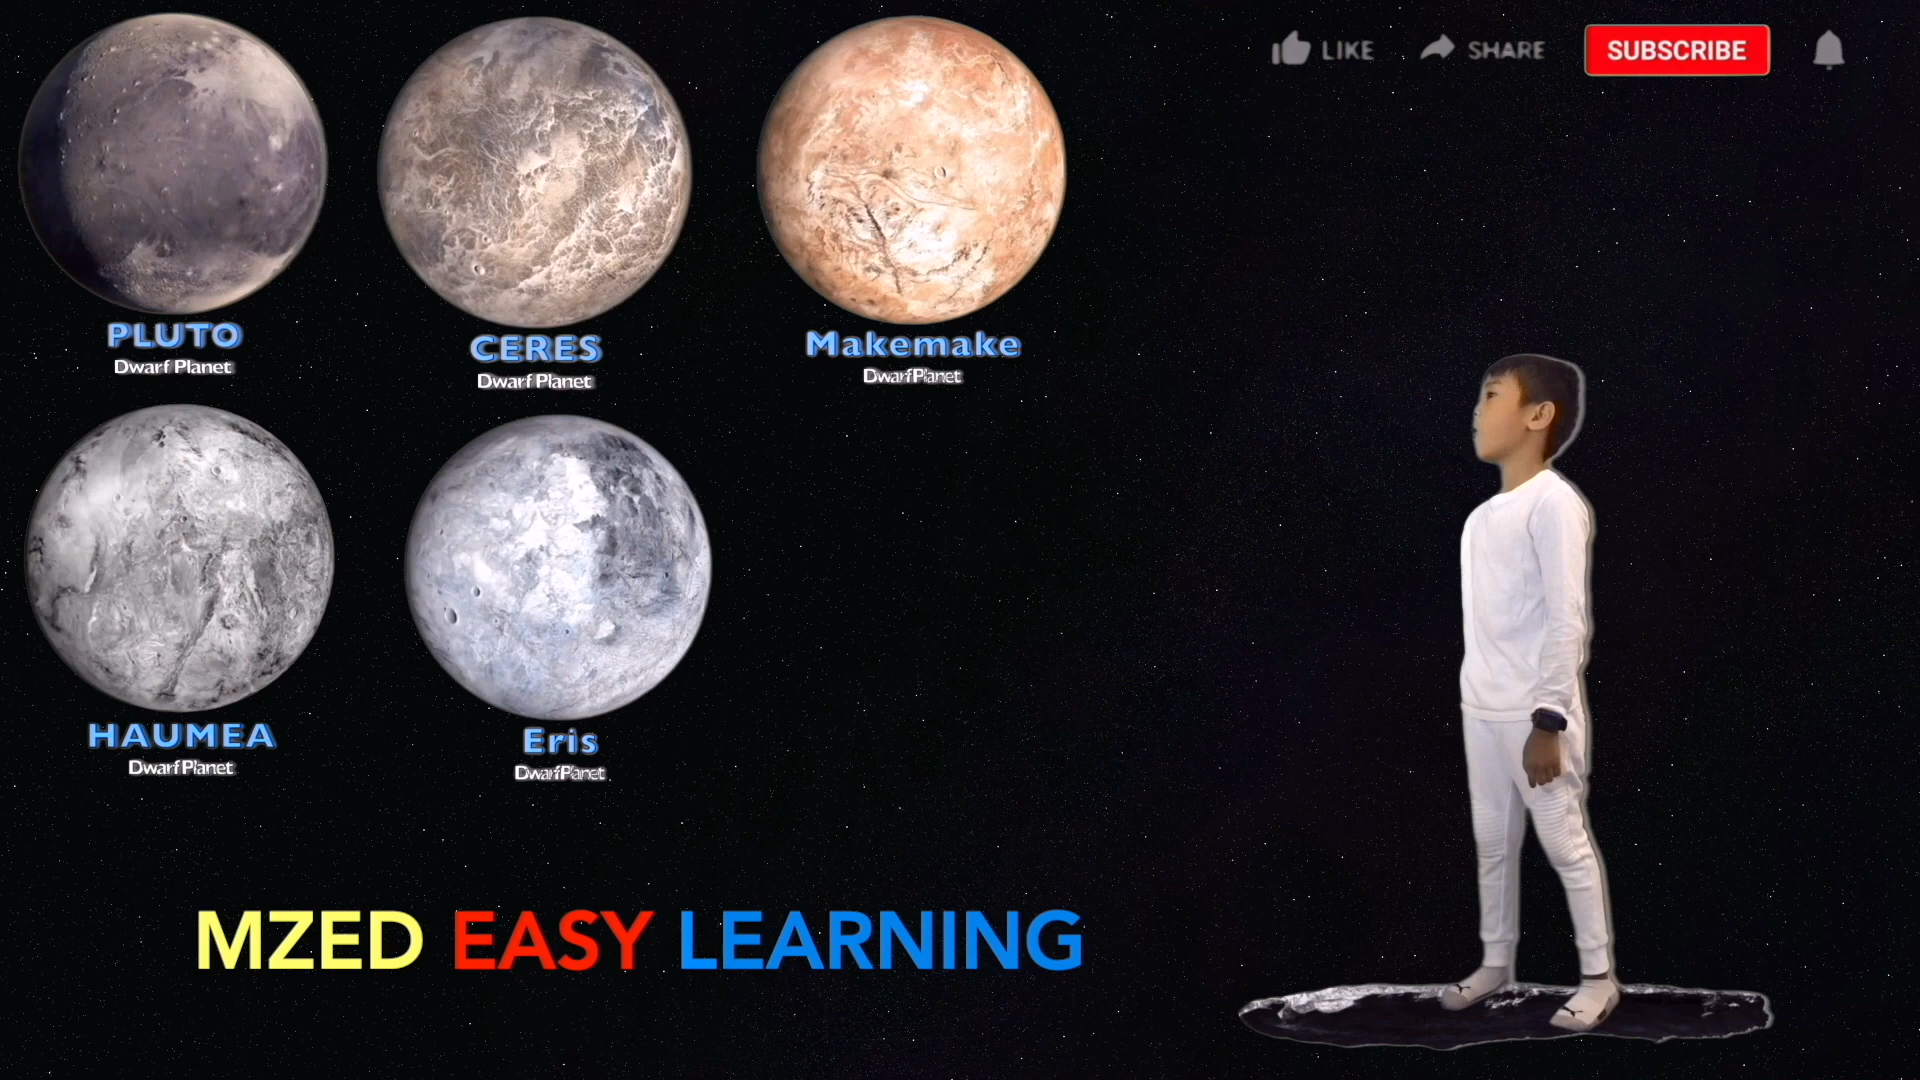 LIKE SHARE SUBSCRIBE
PLUTO
Dwarf Planet
CERES
Dwarf Planet
Makemake
Dwarf Planet
HAUMEA
Dwarf Planet
Eris
Dwarf Planet
MZED EASY LEARNING